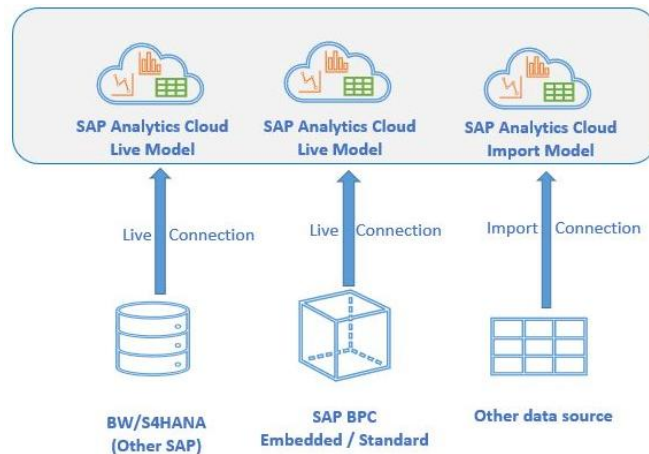 SAP Analytics Cloud
Live Model
SAP Analytics Cloud
Live Model
SAP Analytics Cloud
Import Model
Live Connection
Live Connection
Import Connection
BW/S4HANA
(Other SAP)
SAP BPC
Embedded / Standard
Other data source